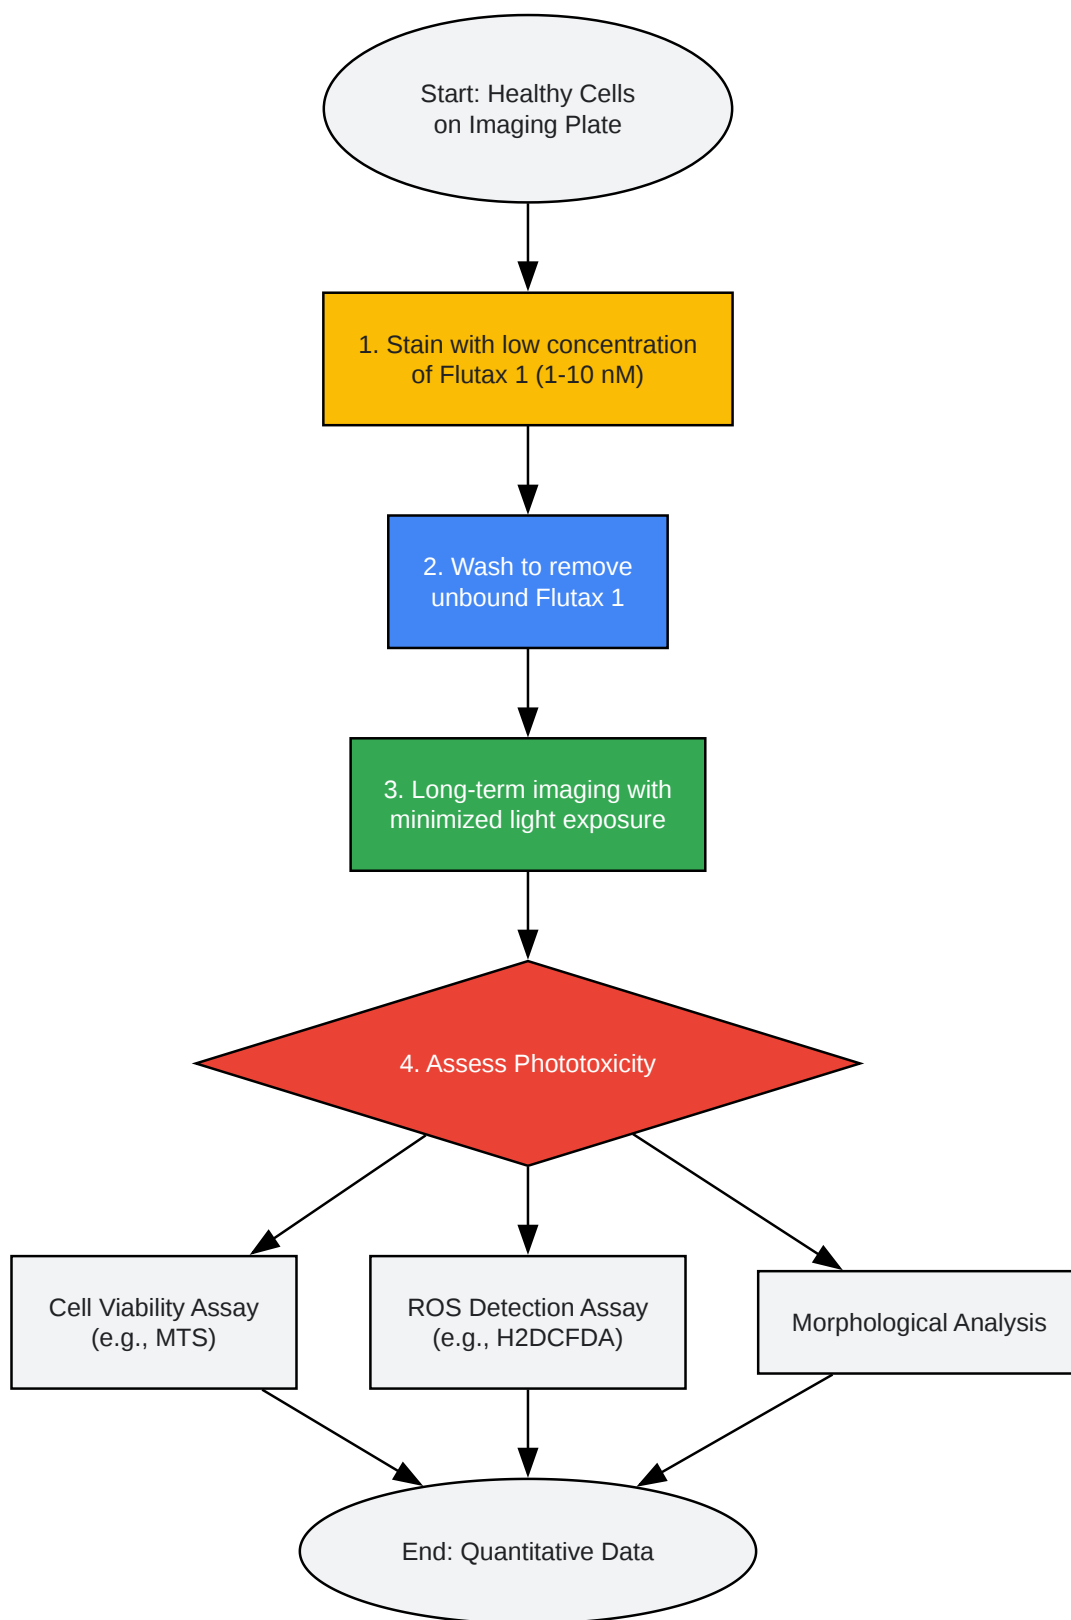 Start: Healthy Cells
on Imaging Plate
1. Stain with low concentration
of Flutax 1 (1-10 nM)
2. Wash to remove
unbound Flutax 1
3. Long-term imaging with
minimized light exposure
4. Assess Phototoxicity
Cell Viability Assay
(e.g., MTS)
ROS Detection Assay
(e.g., H2DCFDA)
Morphological Analysis
End: Quantitative Data